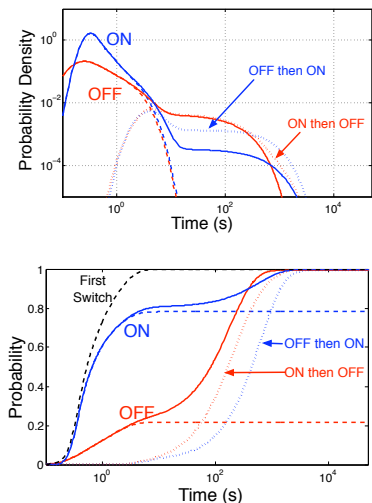 Probability Density
10^0
10^-2
10^-4
ON
OFF
OFF then ON
ON then OFF
10^0
10^2
10^4
Time (s)
Probability
1
0.8
0.6
0.4
0.2
0
First
Switch
ON
OFF
OFF then ON
ON then OFF
10^0
10^2
10^4
Time (s)